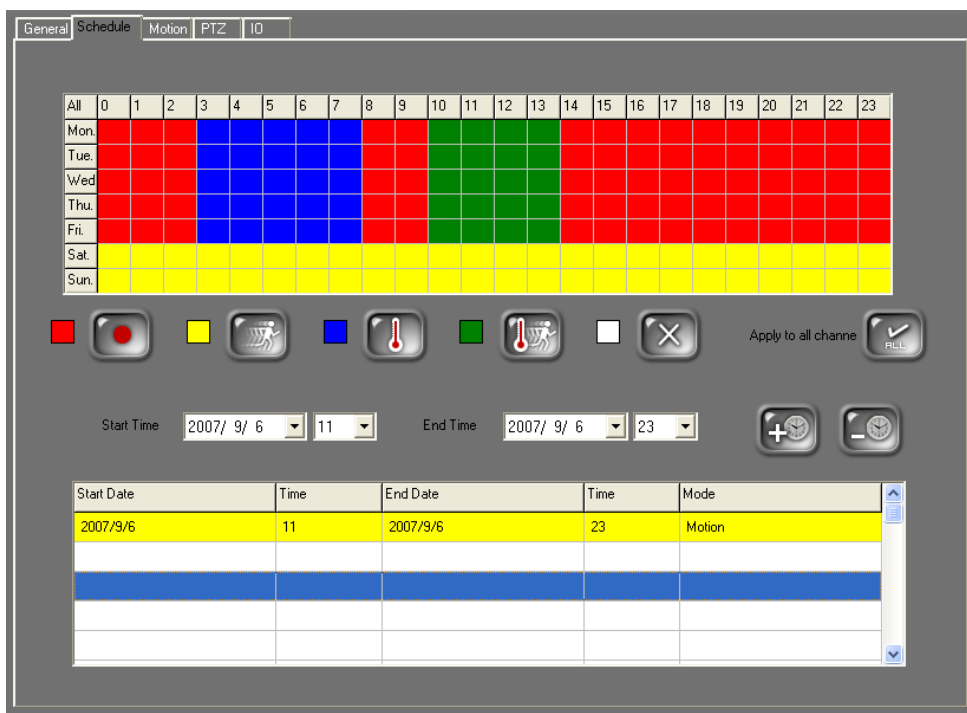 General Schedule Motion PTZ IO
All 0 1 2 3 4 5 6 7 8 9 10 11 12 13 14 15 16 17 18 19 20 21 22 23
Mon.
Tue.
Wed
Thu.
Fri.
Sat.
Sun.
Apply to all channe ALL
Start Time 2007/ 9/ 6 11 End Time 2007/ 9/ 6 23
Start Date Time End Date Time Mode
2007/9/6 11 2007/9/6 23 Motion